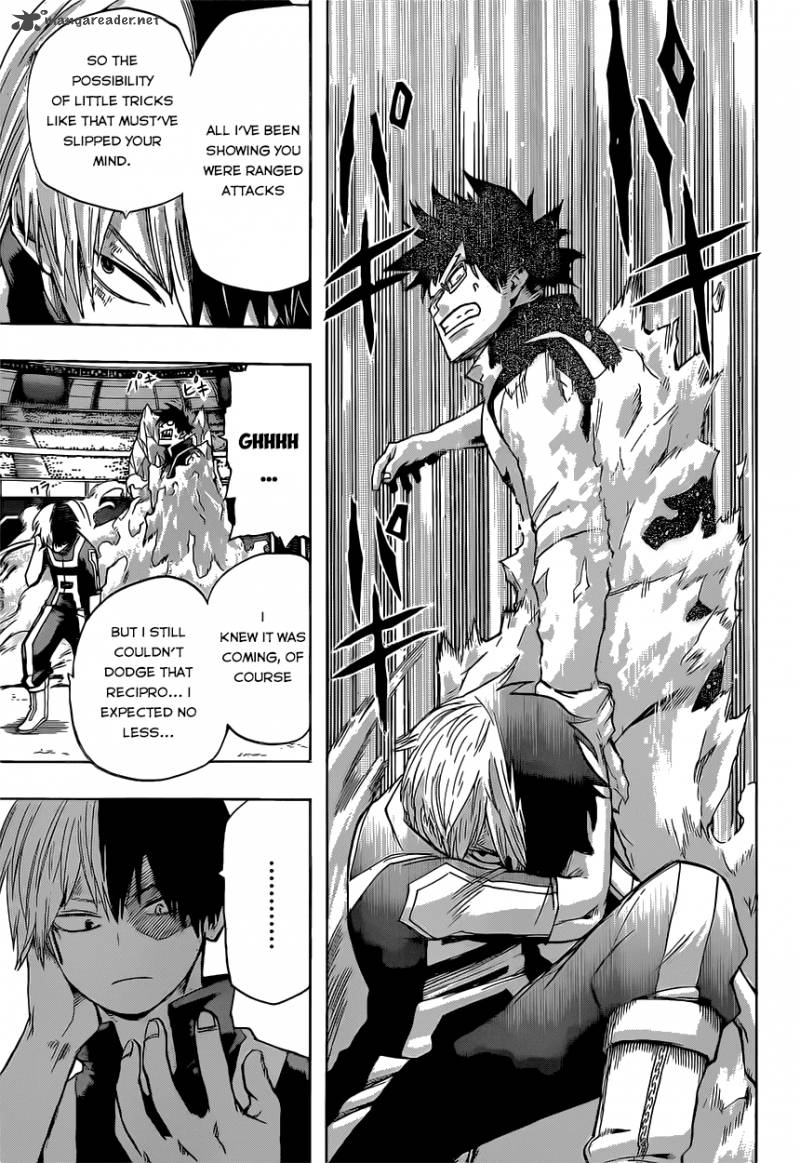 ALL I'VE BEEN
SHOWING YOU
WERE RANGED
ATTACKS
SO THE
POSSIBILITY
OF LITTLE TRICKS
LIKE THAT MUST'VE
SLIPPED YOUR
MIND.
ピキ
パキ
GHHHH
...
I
KNEW IT WAS
COMING, OF
COURSE
BUT I STILL
COULDN'T
DODGE THAT
RECIPRO... I
EXPECTED NO
LESS...
.........
mangareader.net